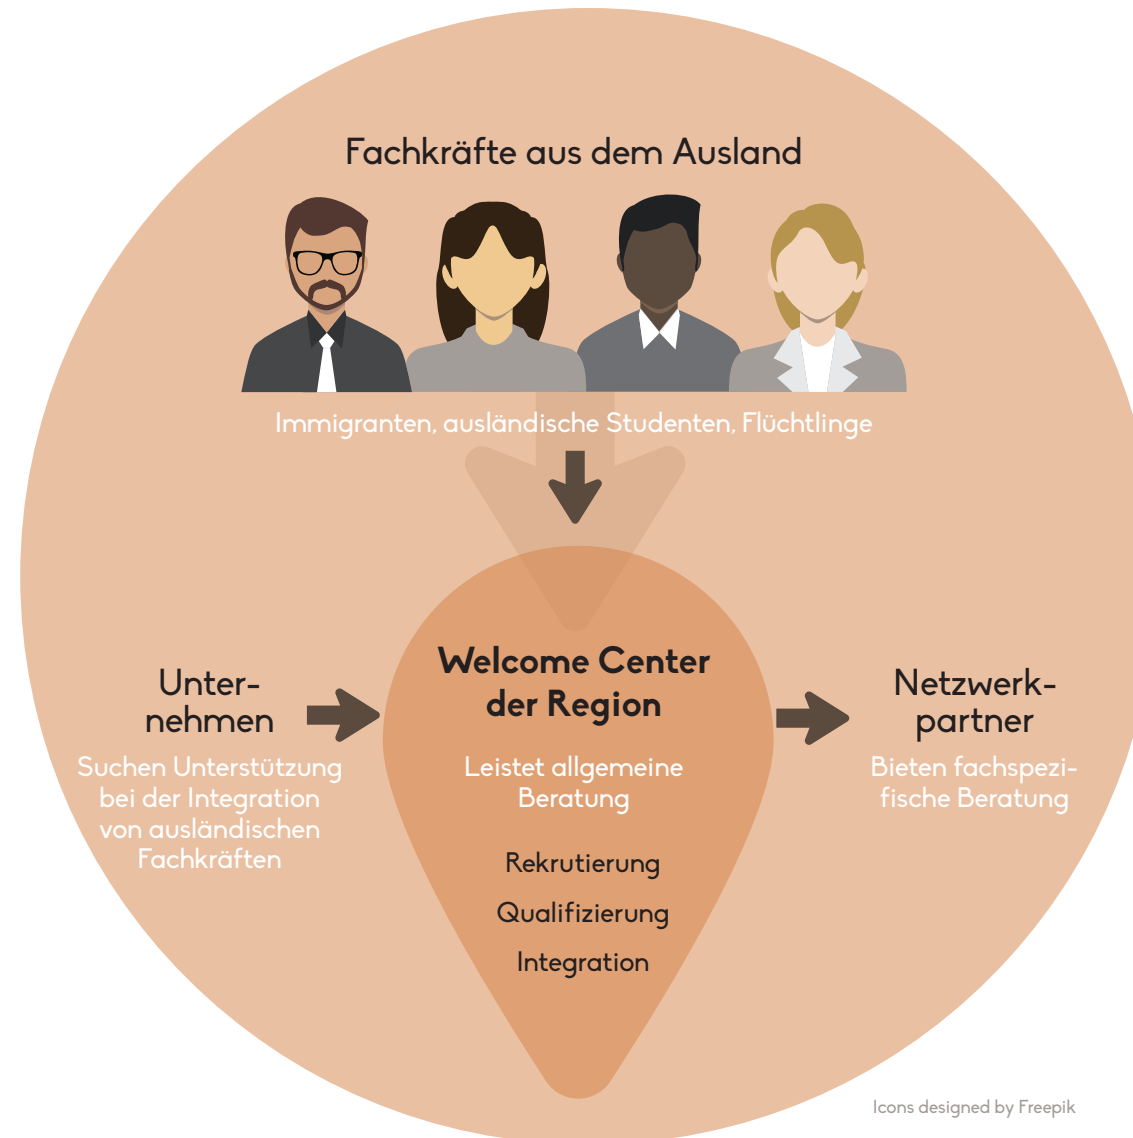 Fachkräfte aus dem Ausland
Immigranten, ausländische Studenten, Flüchtlinge
Unter-
nehmen
Suchen Unterstützung
bei der Integration
von ausländischen
Fachkräften
Welcome Center
der Region
Leistet allgemeine
Beratung
Rekrutierung
Qualifizierung
Integration
Netzwerk-
partner
Bieten fachspezi-
fische Beratung
Icons designed by Freepik